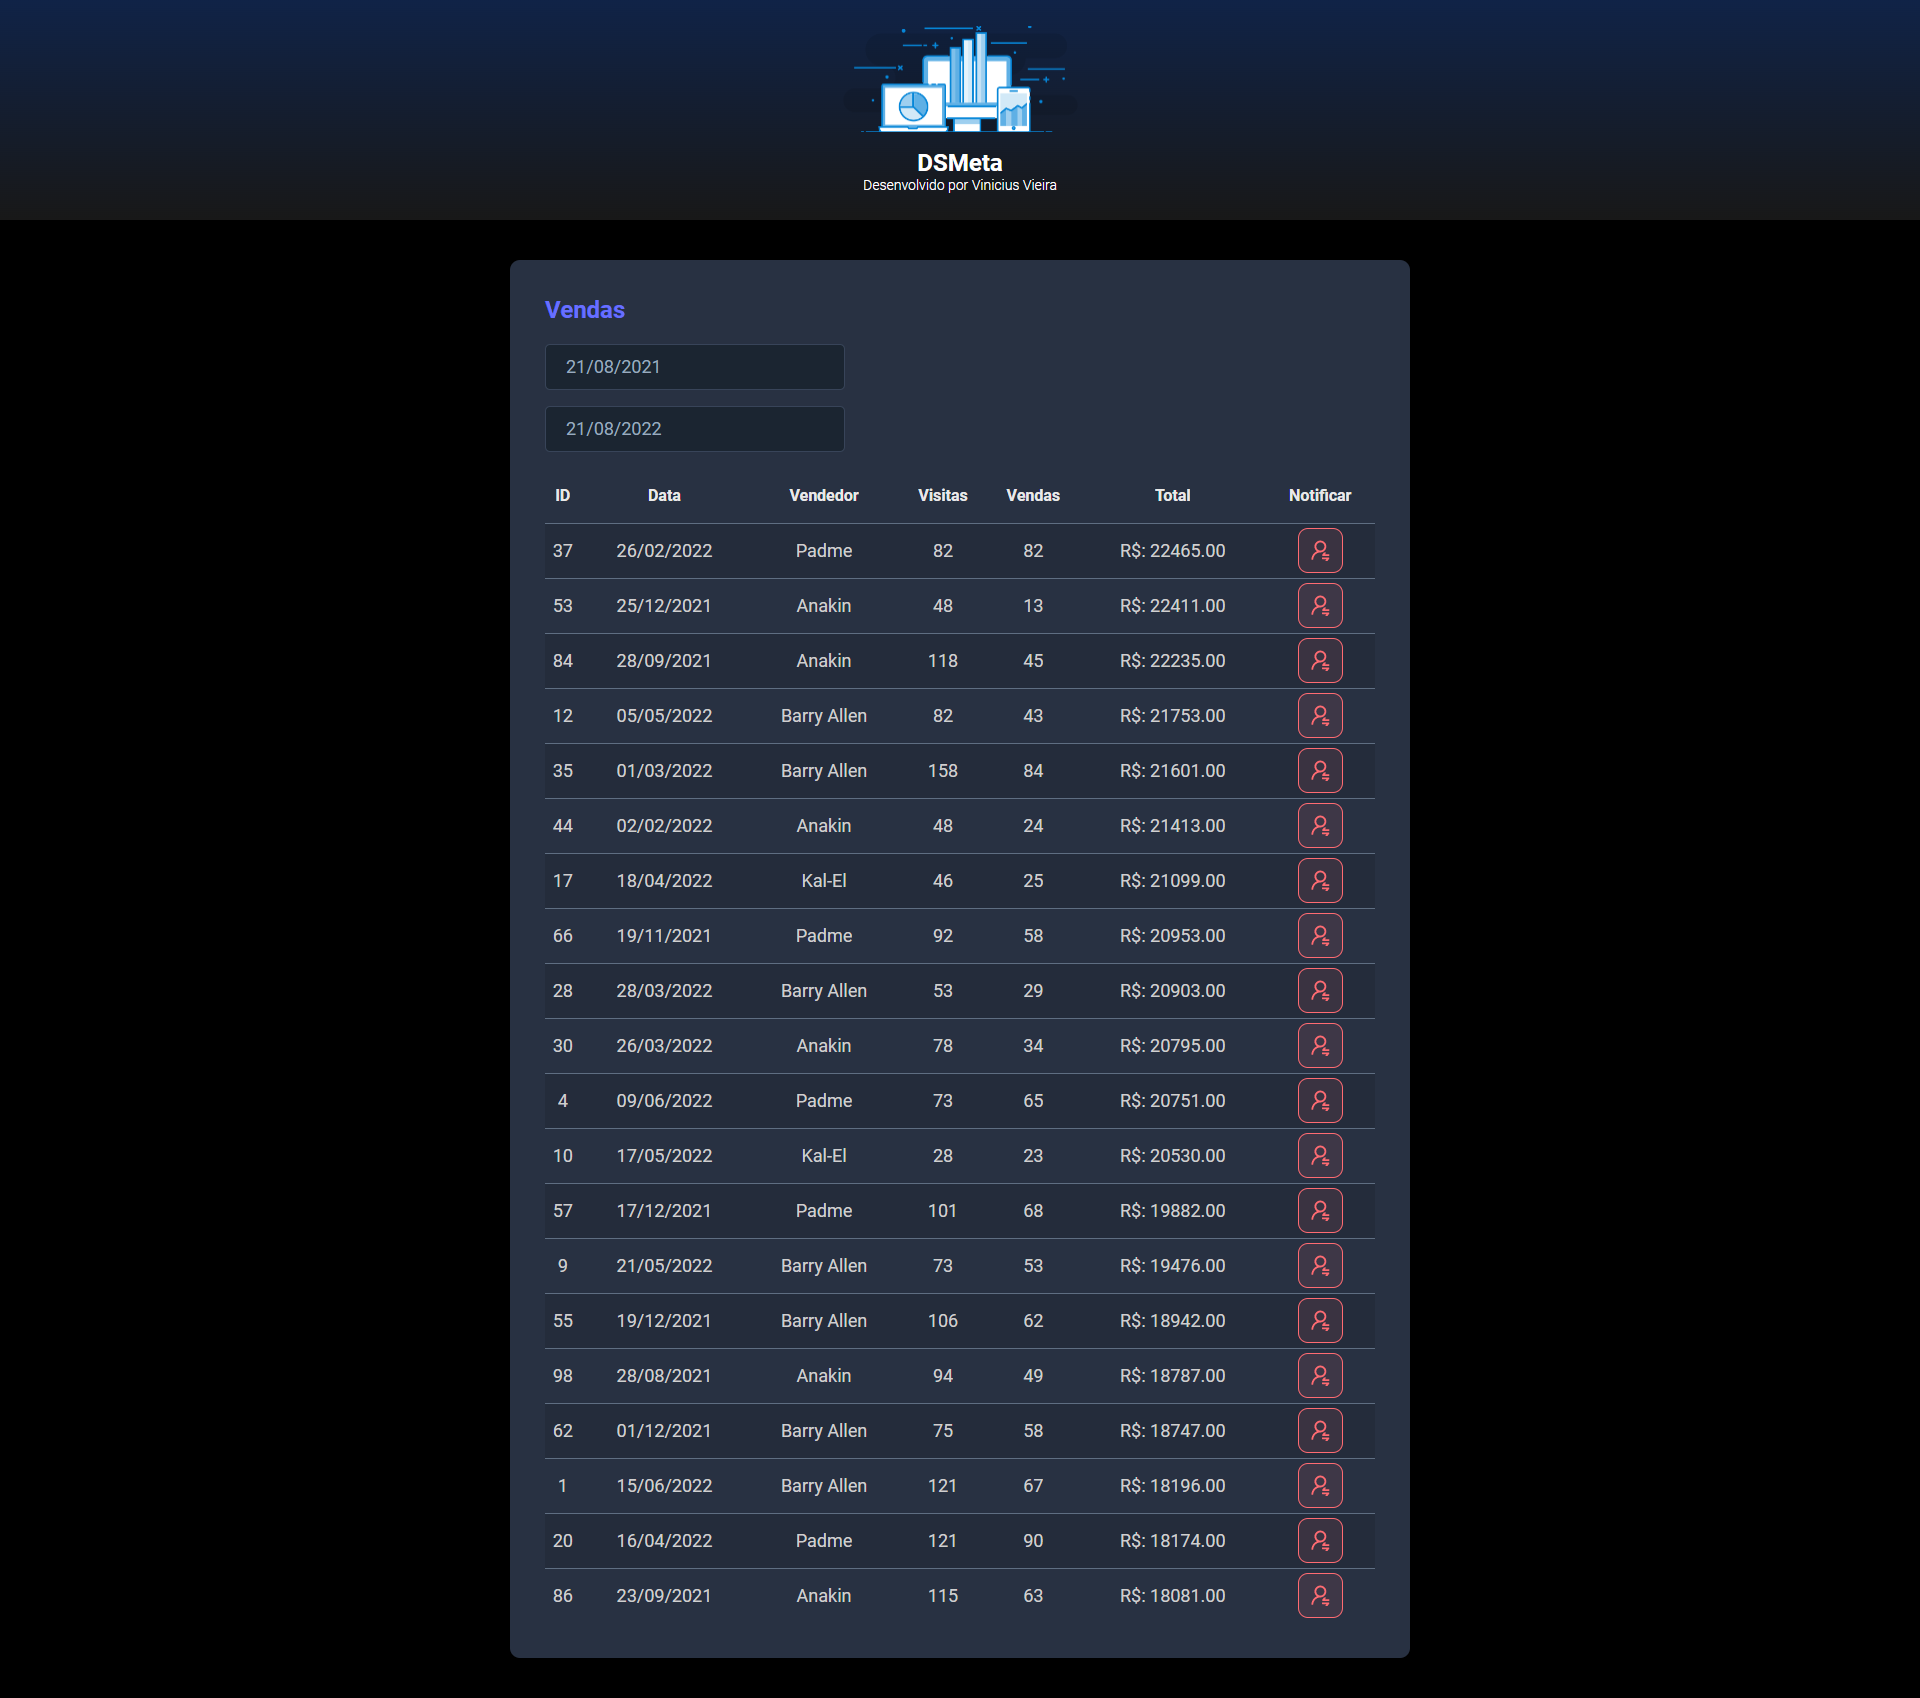 DSMeta
Desenvolvido por Vinicius Vieira
Vendas
21/08/2021
21/08/2022
ID Data Vendedor Visitas Vendas Total Notificar
37 26/02/2022 Padme 82 82 R$: 22465.00
53 25/12/2021 Anakin 48 13 R$: 22411.00
84 28/09/2021 Anakin 118 45 R$: 22235.00
12 05/05/2022 Barry Allen 82 43 R$: 21753.00
35 01/03/2022 Barry Allen 158 84 R$: 21601.00
44 02/02/2022 Anakin 48 24 R$: 21413.00
17 18/04/2022 Kal-El 46 25 R$: 21099.00
66 19/11/2021 Padme 92 58 R$: 20953.00
28 28/03/2022 Barry Allen 53 29 R$: 20903.00
30 26/03/2022 Anakin 78 34 R$: 20795.00
4 09/06/2022 Padme 73 65 R$: 20751.00
10 17/05/2022 Kal-El 28 23 R$: 20530.00
57 17/12/2021 Padme 101 68 R$: 19882.00
9 21/05/2022 Barry Allen 73 53 R$: 19476.00
55 19/12/2021 Barry Allen 106 62 R$: 18942.00
98 28/08/2021 Anakin 94 49 R$: 18787.00
62 01/12/2021 Barry Allen 75 58 R$: 18747.00
1 15/06/2022 Barry Allen 121 67 R$: 18196.00
20 16/04/2022 Padme 121 90 R$: 18174.00
86 23/09/2021 Anakin 115 63 R$: 18081.00